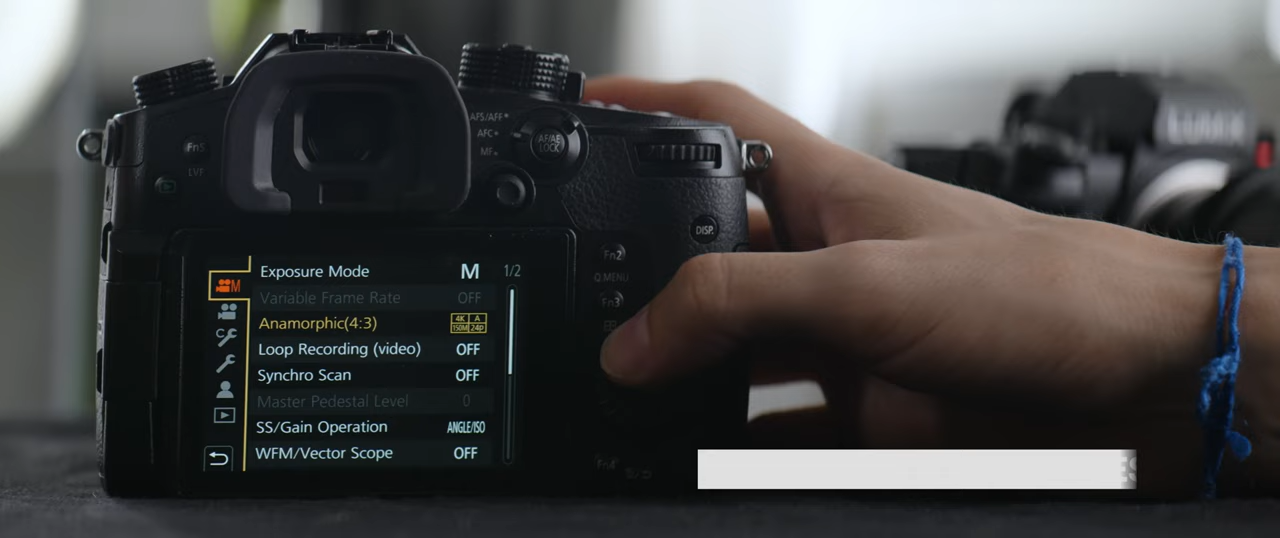 AFS/AFF
AFC
MF
AF/AE LOCK
Fn5
LVF
DISP.
Fn2
Q.MENU
Fn3
Fn4
LUMIX
M
Exposure Mode M 1/2
Variable Frame Rate OFF
Anamorphic(4:3) 4K A 150M 24p
Loop Recording (video) OFF
Synchro Scan OFF
Master Pedestal Level 0
SS/Gain Operation ANGLE/ISO
WFM/Vector Scope OFF